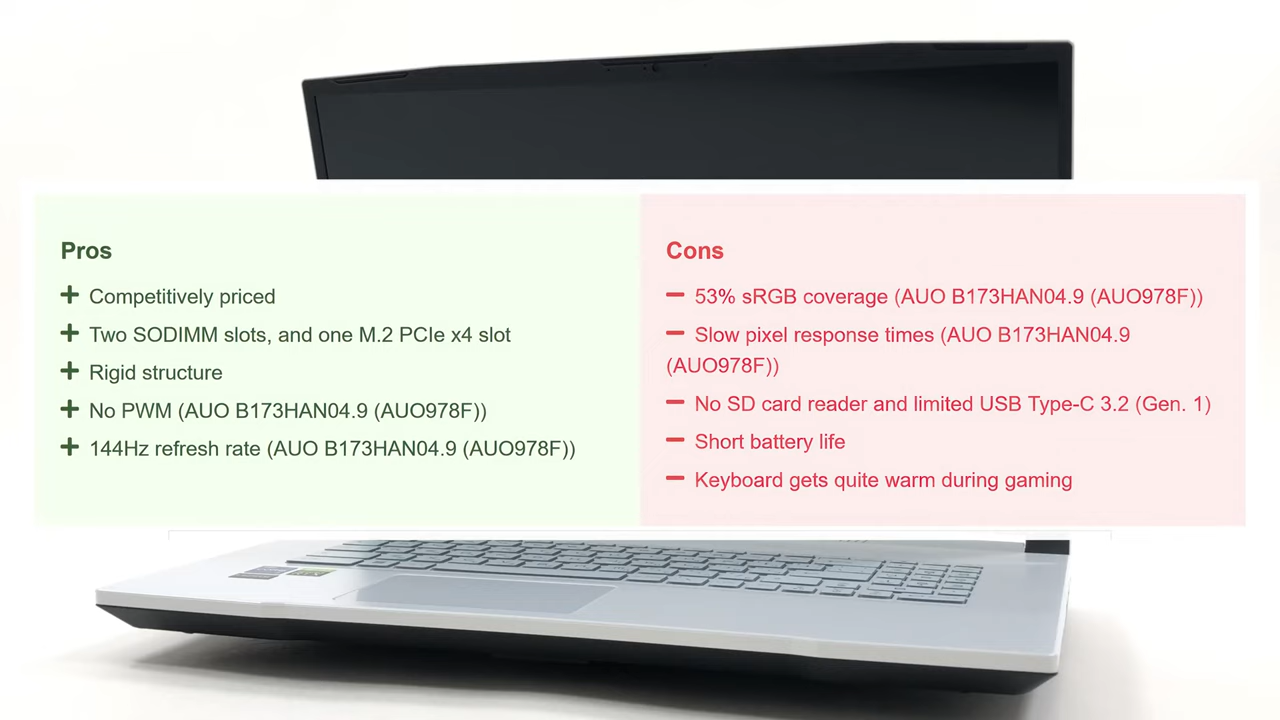 Pros
Competitively priced
Two SODIMM slots, and one M.2 PCIe x4 slot
Rigid structure
No PWM (AUO B173HAN04.9 (AUO978F))
144Hz refresh rate (AUO B173HAN04.9 (AUO978F))
Cons
53% sRGB coverage (AUO B173HAN04.9 (AUO978F))
Slow pixel response times (AUO B173HAN04.9
(AUO978F))
No SD card reader and limited USB Type-C 3.2 (Gen. 1)
Short battery life
Keyboard gets quite warm during gaming